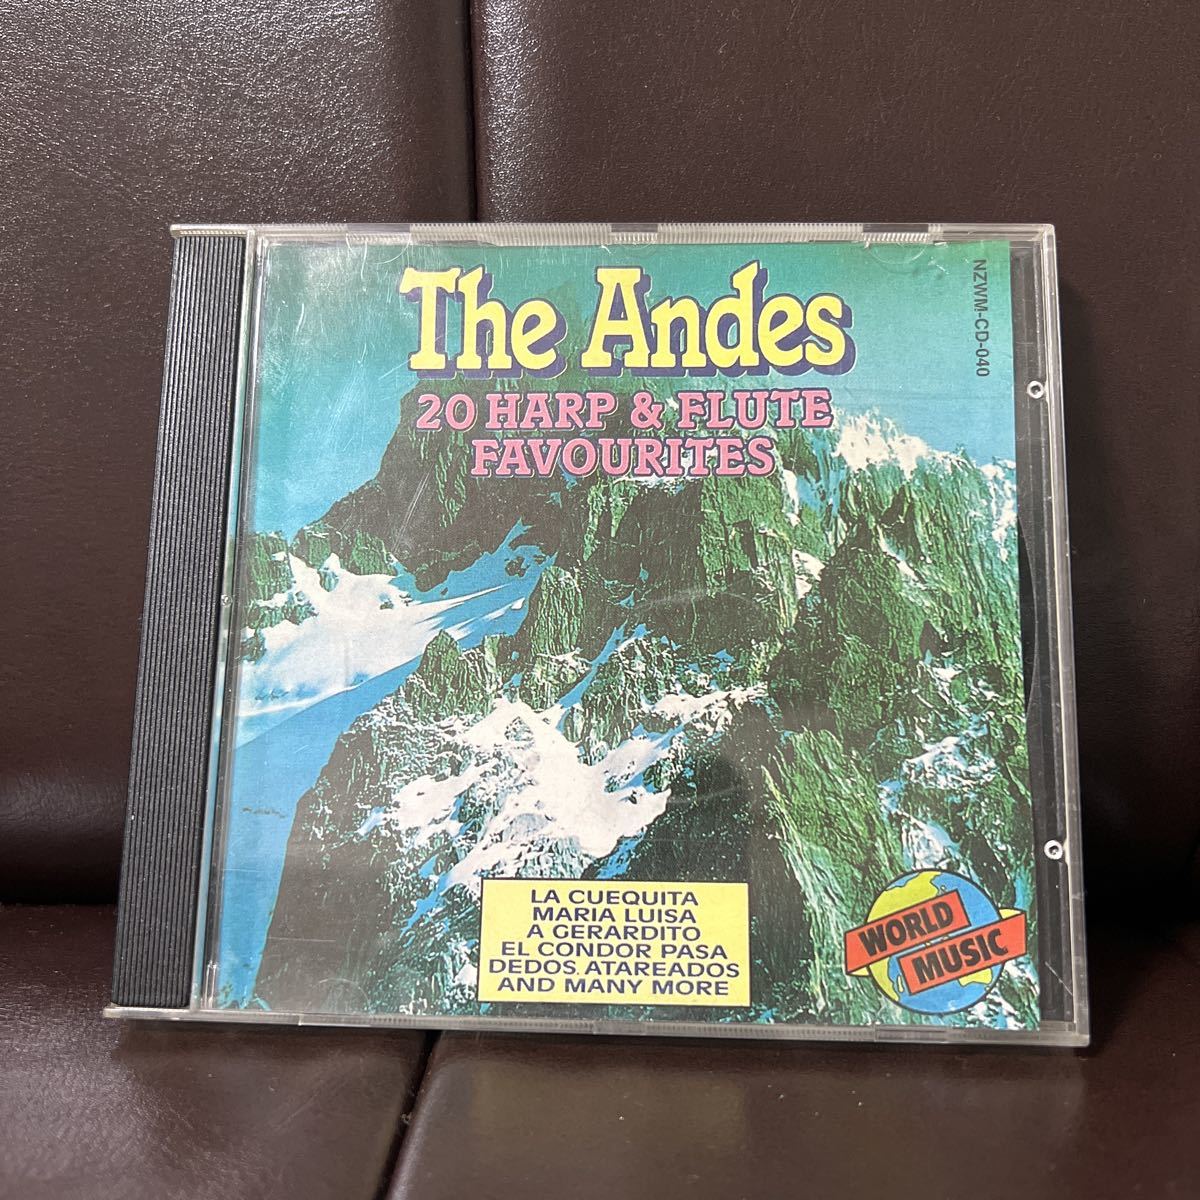 The Andes
20 HARP & FLUTE
FAVOURITES
NZWM-CD-040
LA CUEQUITA
MARIA LUISA
A GERARDITO
EL CONDOR PASA
DEDOS. ATAREADOS
AND MANY MORE
WORLD
MUSIC